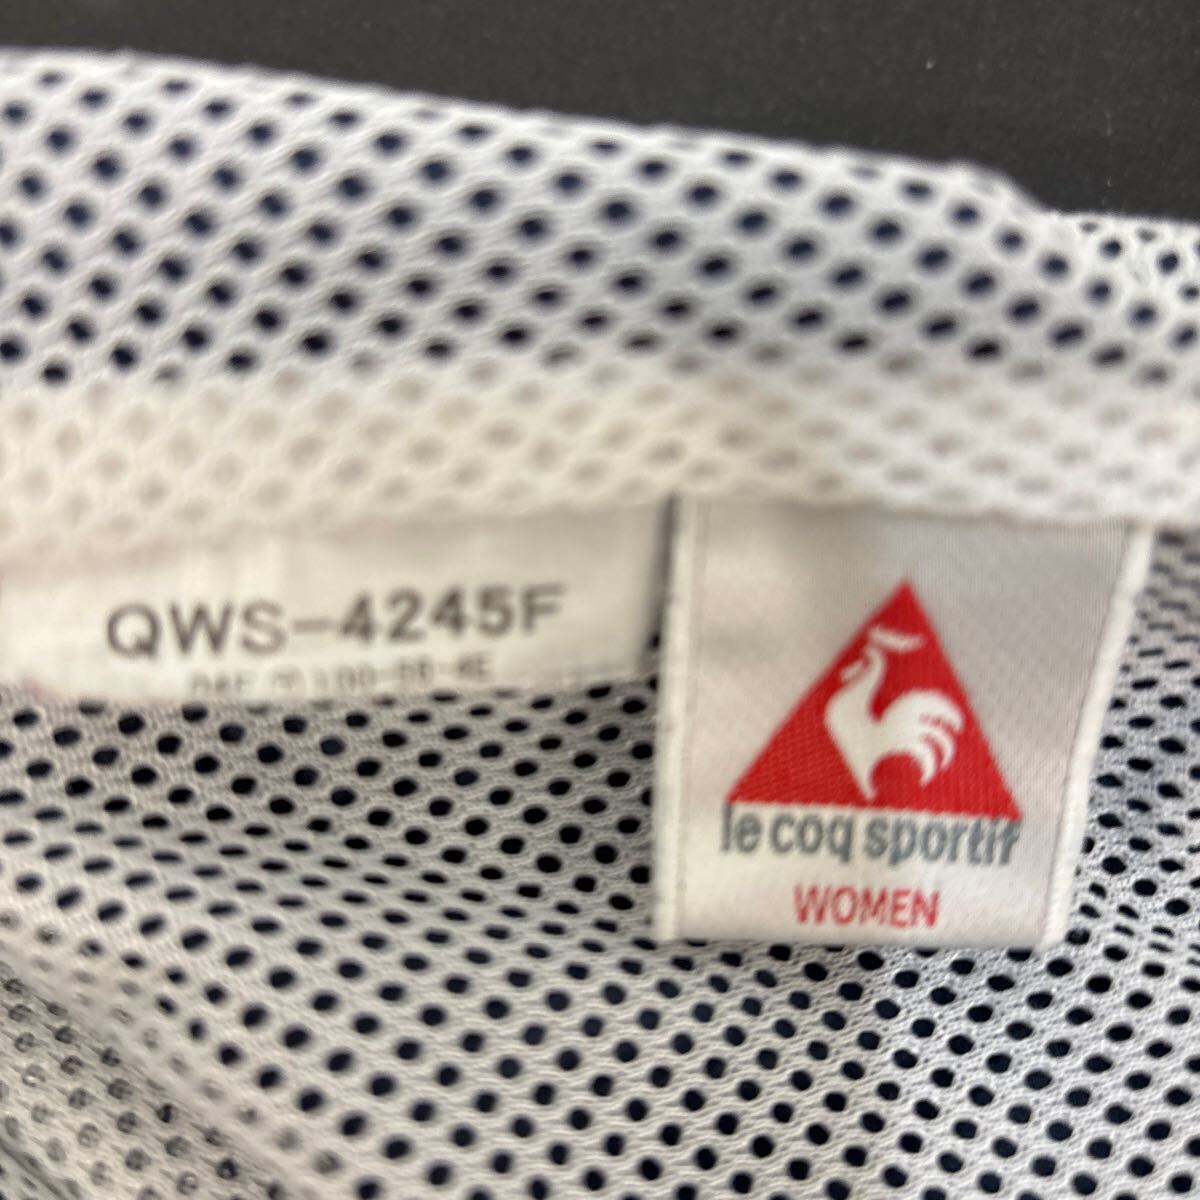 QWS-4245F
le coq sportif
WOMEN